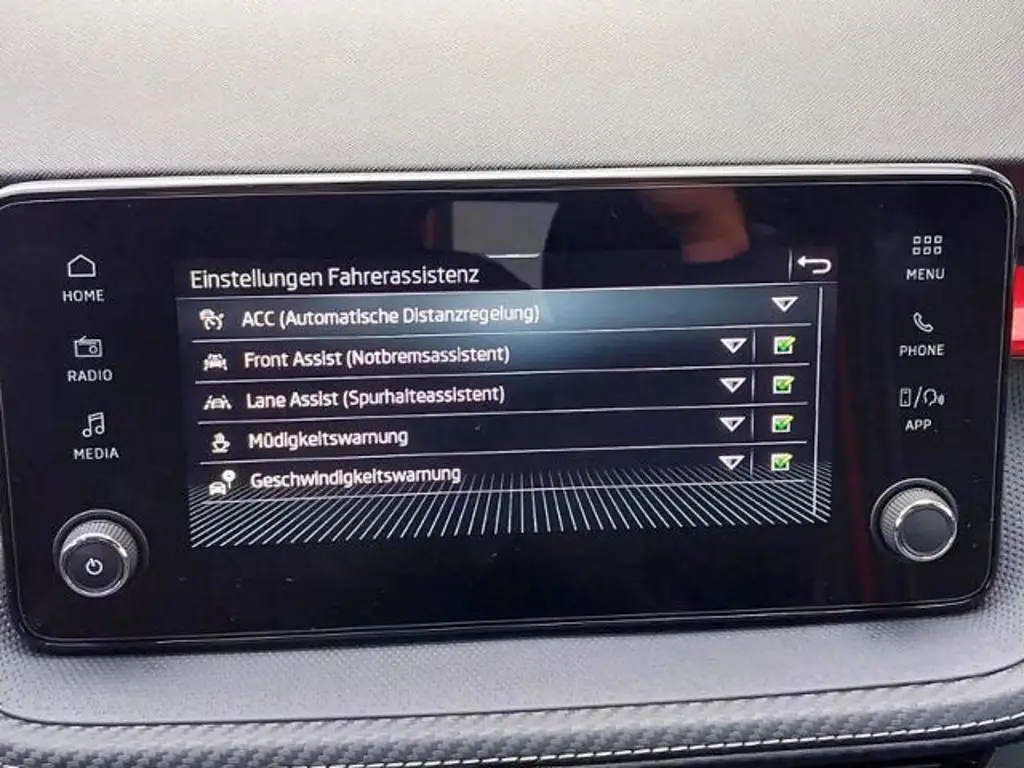 HOME
RADIO
MEDIA
Einstellungen Fahrerassistenz
ACC (Automatische Distanzregelung)
Front Assist (Notbremsassistent)
Lane Assist (Spurhalteassistent)
Müdigkeitswarnung
Geschwindigkeitswarnung
MENU
PHONE
APP